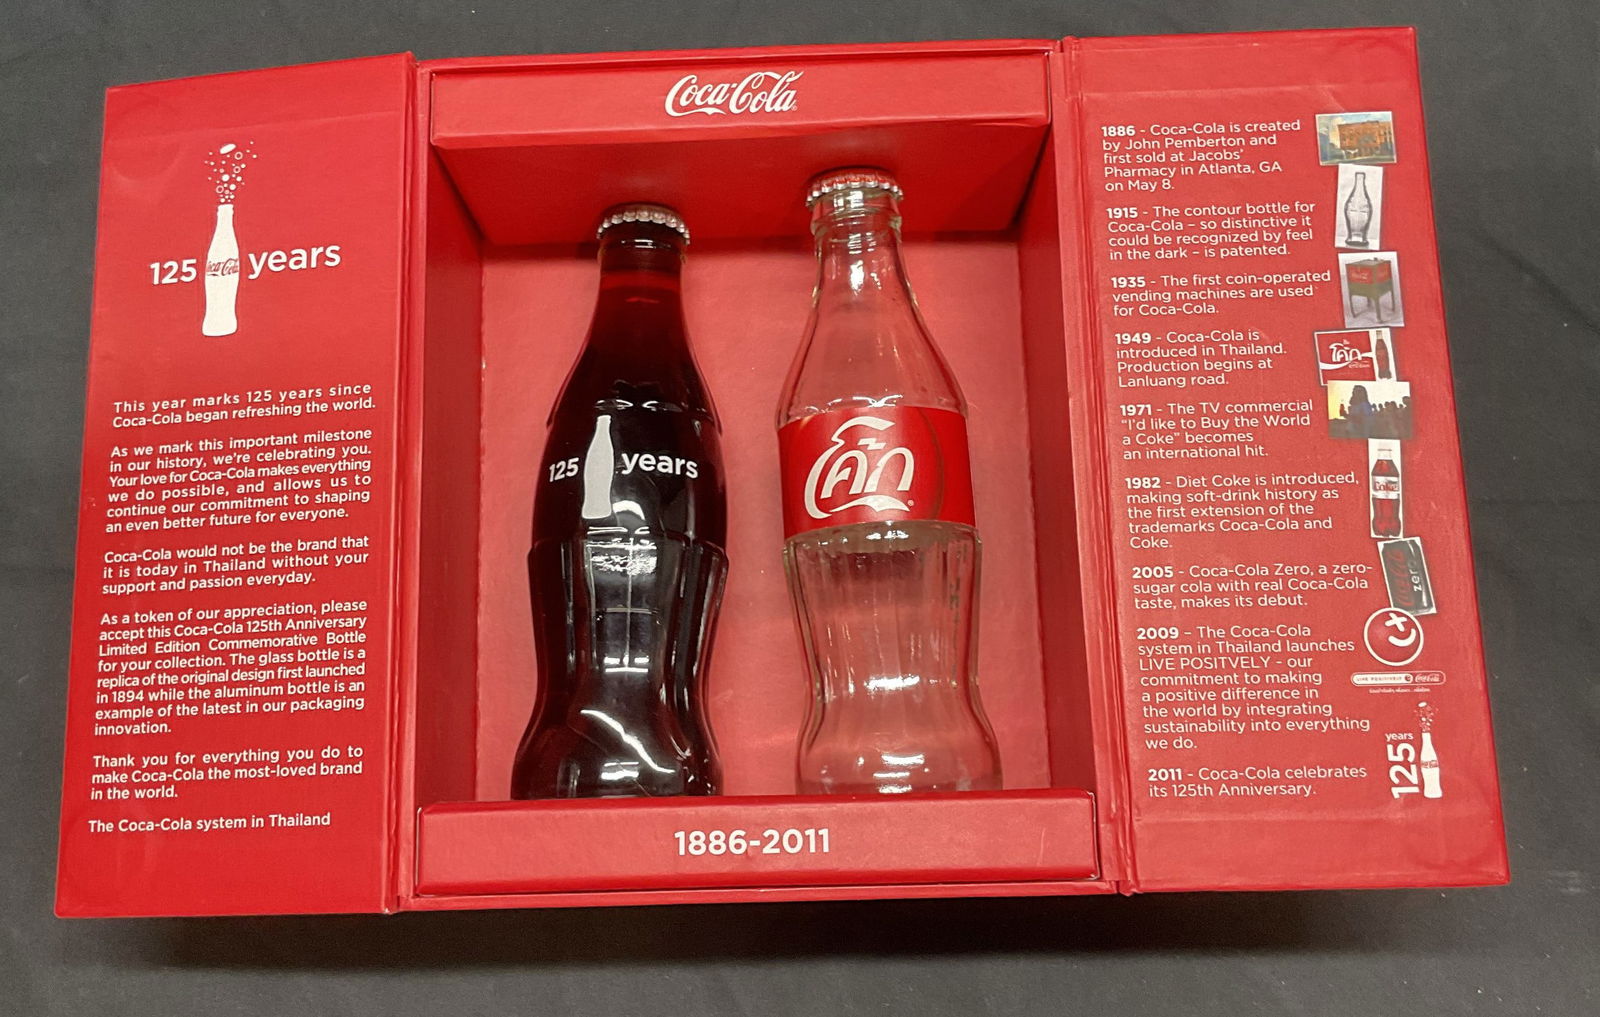 125 Coca-Cola years
This year marks 125 years since
Coca-Cola began refreshing the world.
As we mark this important milestone
in our history, we're celebrating you.
Your love for Coca-Cola makes everything
we do possible, and allows us to
continue our commitment to shaping
an even better future for everyone.
Coca-Cola would not be the brand that
it is today in Thailand without your
support and passion everyday.
As a token of our appreciation, please
accept this Coca-Cola 125th Anniversary
Limited Edition Commemorative Bottle
for your collection. The glass bottle is a
replica of the original design first launched
in 1894 while the aluminum bottle is an
example of the latest in our packaging
innovation.
Thank you for everything you do to
make Coca-Cola the most-loved brand
in the world.
The Coca-Cola system in Thailand
Coca-Cola
125 years
โค้ก
1886-2011
1886 - Coca-Cola is created
by John Pemberton and
first sold at Jacobs'
Pharmacy in Atlanta, GA
on May 8.
1915 - The contour bottle for
Coca-Cola – so distinctive it
could be recognized by feel
in the dark – is patented.
1935 - The first coin-operated
vending machines are used
for Coca-Cola.
1949 - Coca-Cola is
introduced in Thailand.
Production begins at
Lanluang road.
โค้ก
1971 - The TV commercial
"I'd like to Buy the World
a Coke" becomes
an international hit.
1982 - Diet Coke is introduced,
making soft-drink history as
the first extension of the
trademarks Coca-Cola and
Coke.
2005 - Coca-Cola Zero, a zero-
sugar cola with real Coca-Cola
taste, makes its debut.
zero
2009 – The Coca-Cola
system in Thailand launches
LIVE POSITVELY - our
commitment to making
a positive difference in
the world by integrating
sustainability into everything
we do.
LIVE POSITIVELY Coca-Cola
2011 - Coca-Cola celebrates
its 125th Anniversary.
125 years